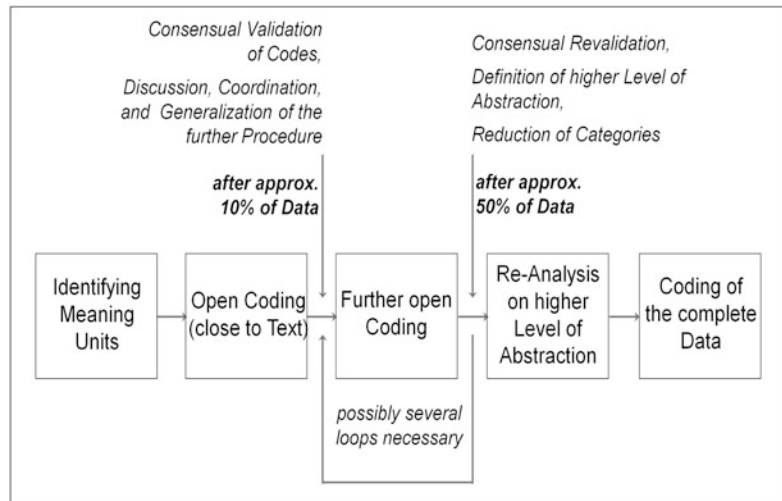 Consensual Validation
of Codes,
Discussion, Coordination,
and Generalization of the
further Procedure
after approx.
10% of Data
Consensual Revalidation,
Definition of higher Level of
Abstraction,
Reduction of Categories
after approx.
50% of Data
Identifying
Meaning
Units
Open Coding
(close to Text)
Further open
Coding
Re-Analysis
on higher
Level of
Abstraction
Coding of
the complete
Data
possibly several
loops necessary